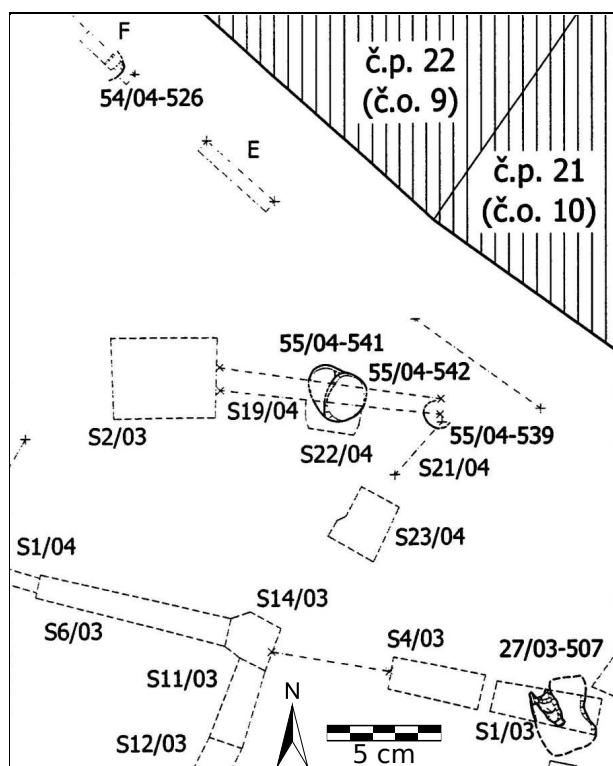 F
č.p. 22
(č.o. 9)
54/04-526
E
č.p. 21
(č.o. 10)
55/04-541
55/04-542
S19/04
S2/03
55/04-539
S22/04
S21/04
S23/04
S1/04
S14/03
S6/03
S4/03
27/03-507
S11/03
N
S1/03
S12/03
5 cm